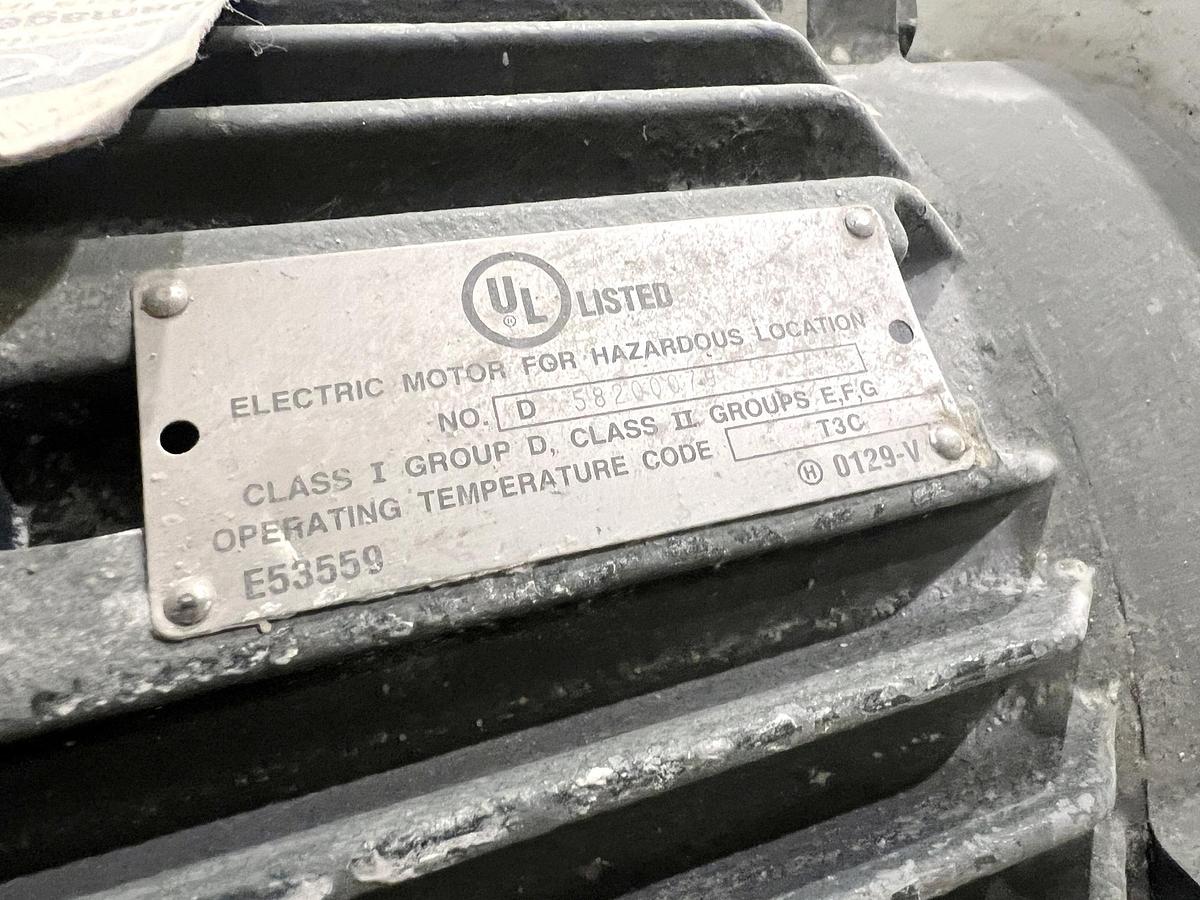 UL LISTED
ELECTRIC MOTOR FOR HAZARDOUS LOCATION
NO. D
CLASS I GROUP D, CLASS II GROUPS E,F,G
OPERATING TEMPERATURE CODE T3C
E53559 H 0129-V